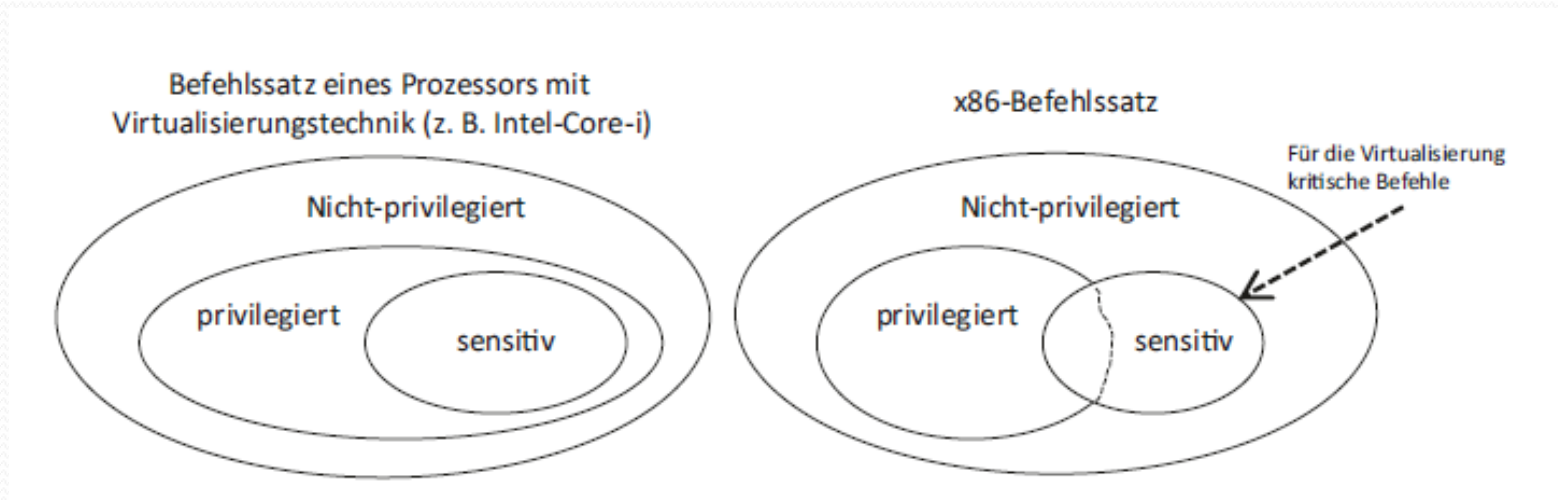 Befehlssatz eines Prozessors mit
Virtualisierungstechnik (z. B. Intel-Core-i)
Nicht-privilegiert
privilegiert
sensitiv
x86-Befehlssatz
Für die Virtualisierung
kritische Befehle
Nicht-privilegiert
privilegiert
sensitiv